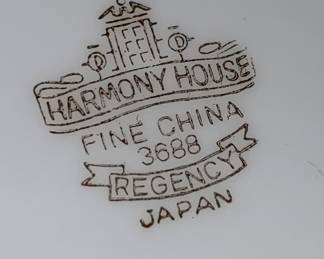 HARMONY HOUSE
FINE CHINA
3688
REGENCY
JAPAN